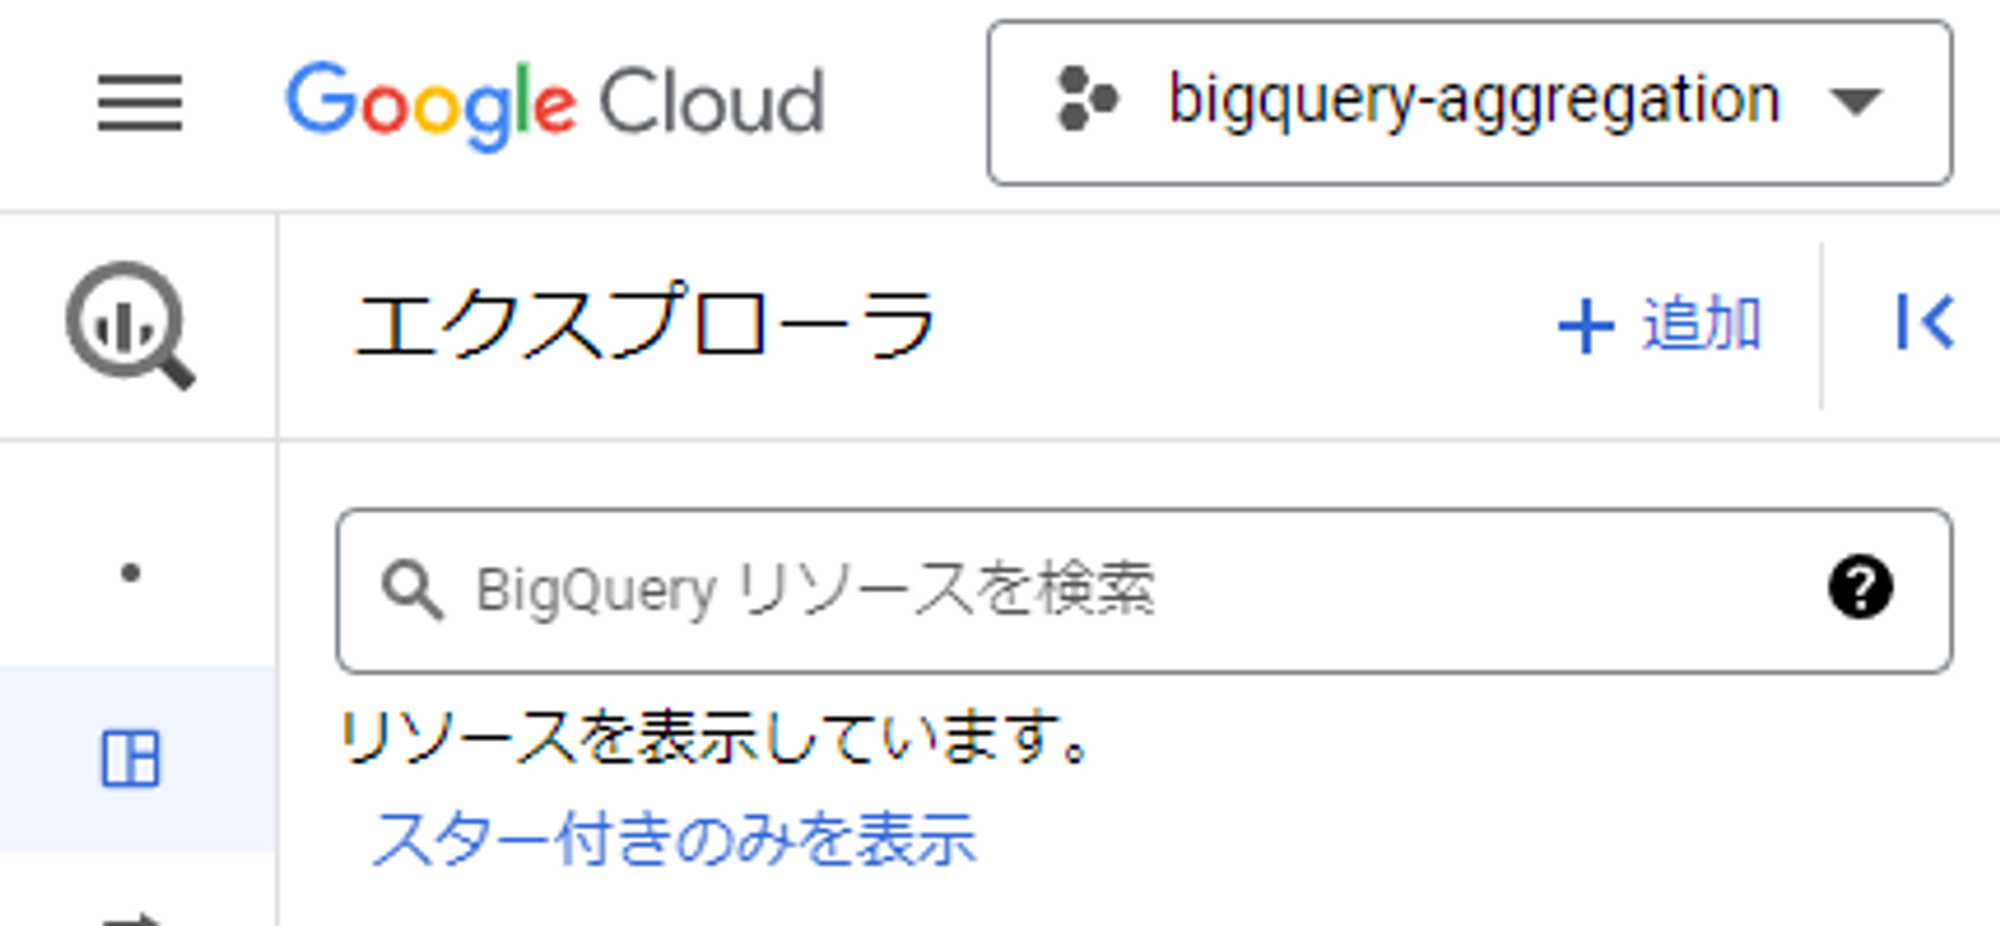 Google Cloud bigquery-aggregation
エクスプローラ + 追加
BigQuery リソースを検索
リソースを表示しています。
スター付きのみを表示